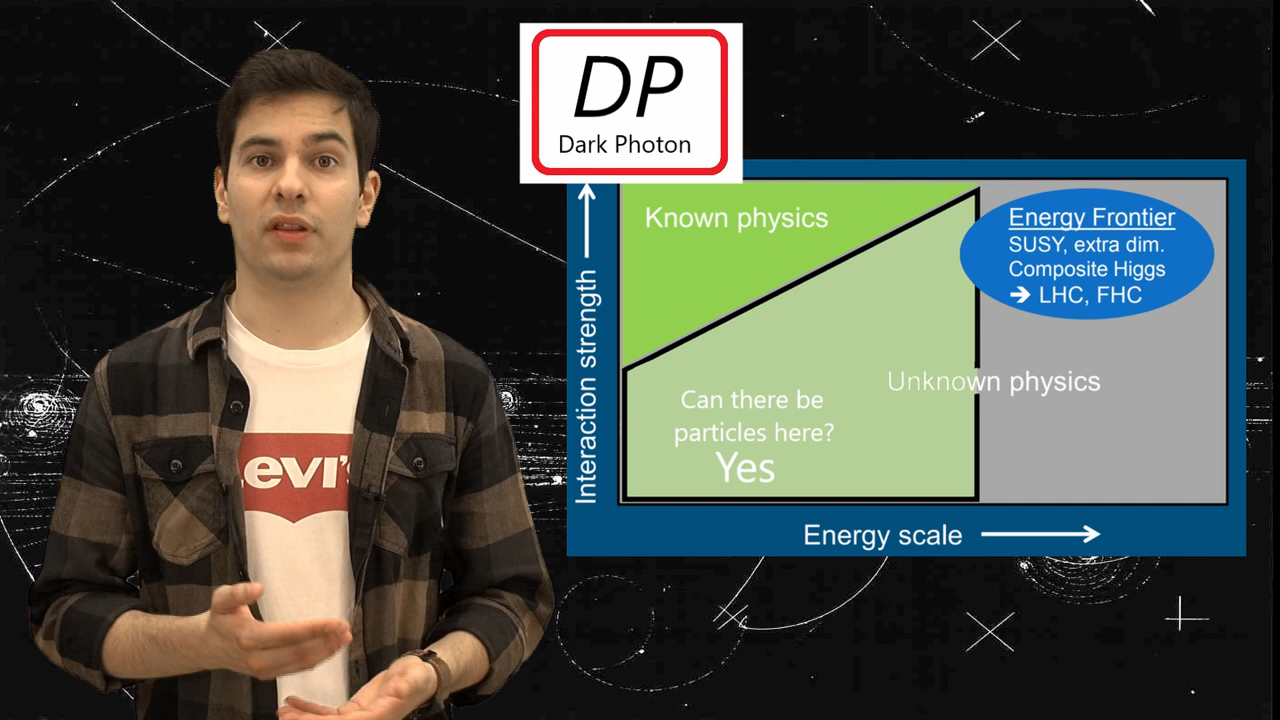 DP
Dark Photon
Known physics
Energy Frontier
SUSY, extra dim.
Composite Higgs
➔ LHC, FHC
Interaction strength
Unknown physics
Can there be
particles here?
Yes
Energy scale
Levi's